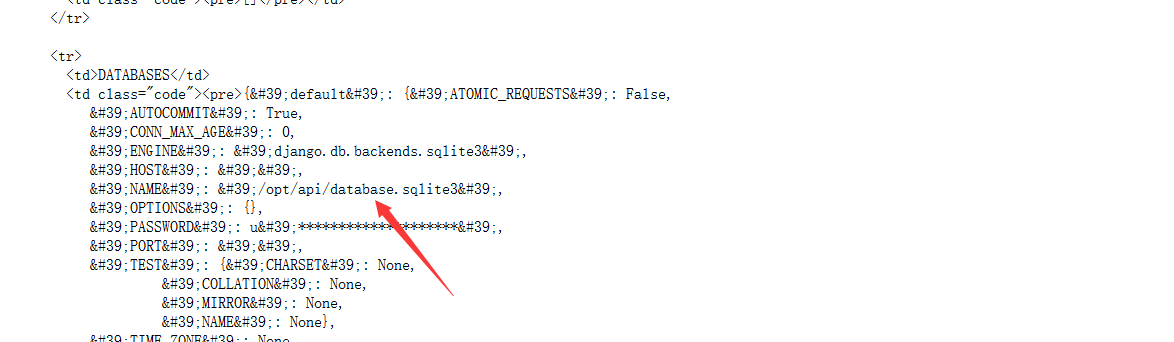 <td class="code"><pre>[]</pre></td>
</tr>
<tr>
<td>DATABASES</td>
<td class="code"><pre>{&#39;default&#39;: {&#39;ATOMIC_REQUESTS&#39;: False,
&#39;AUTOCOMMIT&#39;: True,
&#39;CONN_MAX_AGE&#39;: 0,
&#39;ENGINE&#39;: &#39;django.db.backends.sqlite3&#39;,
&#39;HOST&#39;: &#39;&#39;,
&#39;NAME&#39;: &#39;/opt/api/database.sqlite3&#39;,
&#39;OPTIONS&#39;: {},
&#39;PASSWORD&#39;: u&#39;********************&#39;,
&#39;PORT&#39;: &#39;&#39;,
&#39;TEST&#39;: {&#39;CHARSET&#39;: None,
&#39;COLLATION&#39;: None,
&#39;MIRROR&#39;: None,
&#39;NAME&#39;: None},
&#39;TIME_ZONE&#39;: None